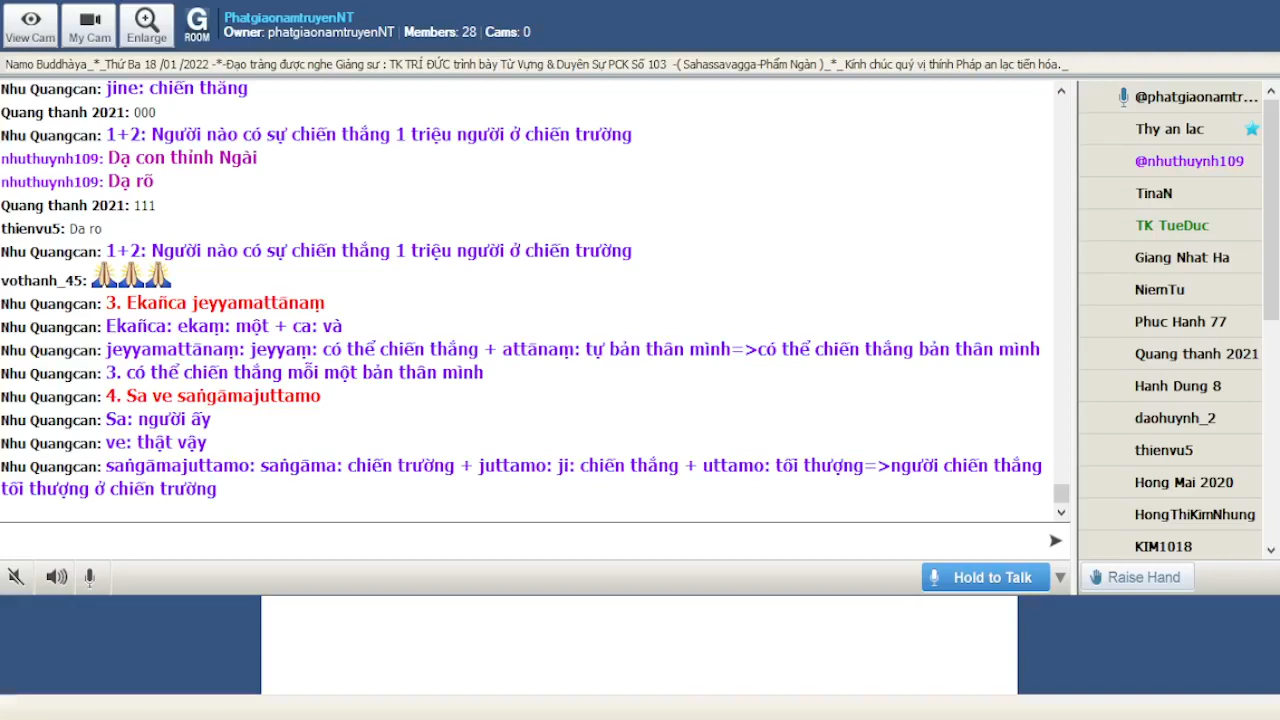 PhatgiaonamtruyenNT
View Cam
My Cam
Enlarge
G
ROOM
Owner: phatgiaonamtruyenNT | Members: 28 | Cams: 0
Namo Buddhàya_*_Thứ Ba 18 /01 /2022 -*-Đạo tràng được nghe Giảng sư : TK TRÍ ĐỨC trình bày Từ Vựng & Duyên Sự PCK Số 103 -( Sahassavagga-Phẩm Ngàn )_*_ Kính chúc quý vị thính Pháp an lạc tiến hóa._
Nhu Quangcan: jine: chiến thăng
Quang thanh 2021: 000
Nhu Quangcan: 1+2: Người nào có sự chiến thắng 1 triệu người ở chiến trường
nhuthuynh109: Dạ con thỉnh Ngài
nhuthuynh109: Dạ rõ
Quang thanh 2021: 111
thienvu5: Da ro
Nhu Quangcan: 1+2: Người nào có sự chiến thắng 1 triệu người ở chiến trường
vothanh_45: 🙏🙏🙏
Nhu Quangcan: 3. Ekañca jeyyamattānaṃ
Nhu Quangcan: Ekañca: ekaṃ: một + ca: và
Nhu Quangcan: jeyyamattānaṃ: jeyyaṃ: có thể chiến thắng + attānaṃ: tự bản thân mình=>có thể chiến thắng bản thân mình
Nhu Quangcan: 3. có thể chiến thắng mỗi một bản thân mình
Nhu Quangcan: 4. Sa ve saṅgāmajuttamo
Nhu Quangcan: Sa: người ấy
Nhu Quangcan: ve: thật vậy
Nhu Quangcan: saṅgāmajuttamo: saṅgāma: chiến trường + juttamo: ji: chiến thắng + uttamo: tối thượng=>người chiến thắng
tối thượng ở chiến trường
@phatgiaonamtr...
Thy an lac
@nhuthuynh109
TinaN
TK TueDuc
Giang Nhat Ha
NiemTu
Phuc Hanh 77
Quang thanh 2021
Hanh Dung 8
daohuynh_2
thienvu5
Hong Mai 2020
HongThiKimNhung
KIM1018
Hold to Talk
Raise Hand